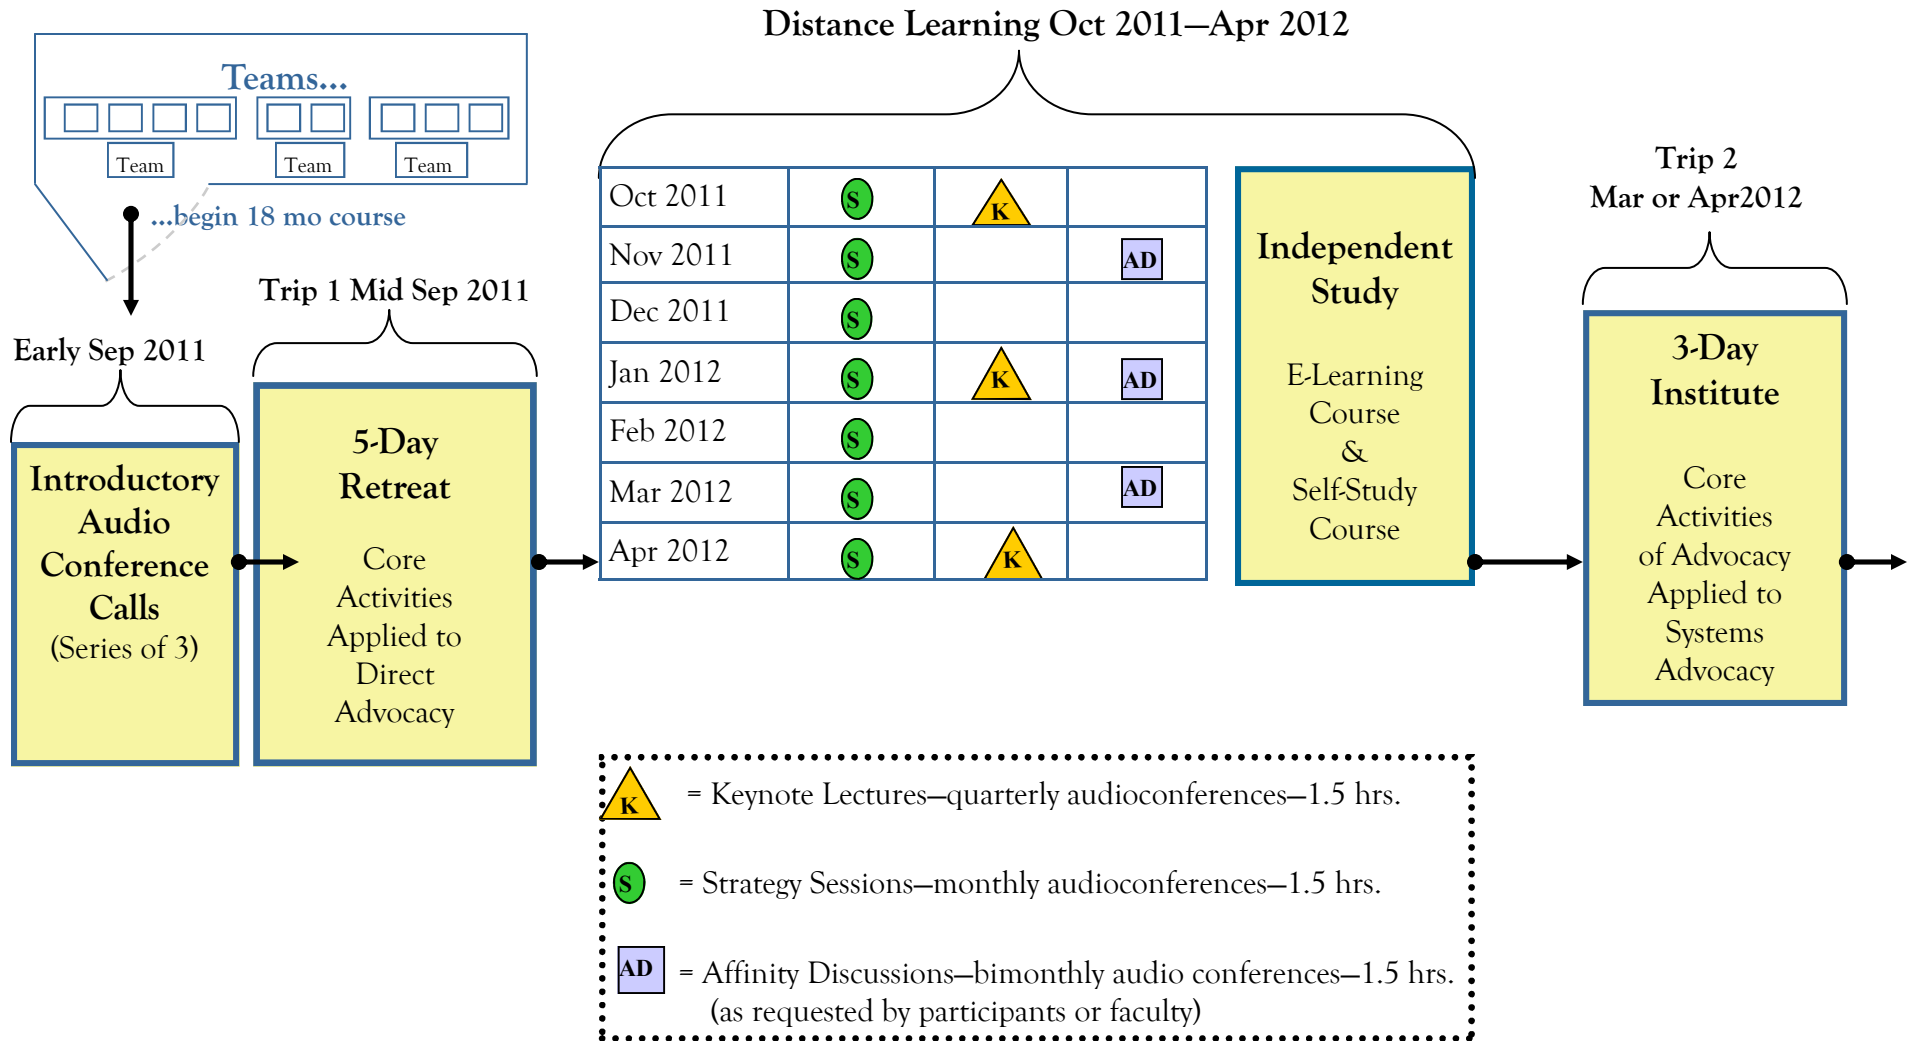 Distance Learning Oct 2011—Apr 2012
Teams...
Team
Team
Team
...begin 18 mo course
Early Sep 2011
Introductory
Audio
Conference
Calls
(Series of 3)
Trip 1 Mid Sep 2011
5-Day
Retreat
Core
Activities
Applied to
Direct
Advocacy
Oct 2011 S K
Nov 2011 S AD
Dec 2011 S
Jan 2012 S K AD
Feb 2012 S
Mar 2012 S AD
Apr 2012 S K
Independent
Study
E-Learning
Course
&
Self-Study
Course
Trip 2
Mar or Apr2012
3-Day
Institute
Core
Activities
of Advocacy
Applied to
Systems
Advocacy
K = Keynote Lectures—quarterly audioconferences—1.5 hrs.
S = Strategy Sessions—monthly audioconferences—1.5 hrs.
AD = Affinity Discussions—bimonthly audio conferences—1.5 hrs.
(as requested by participants or faculty)